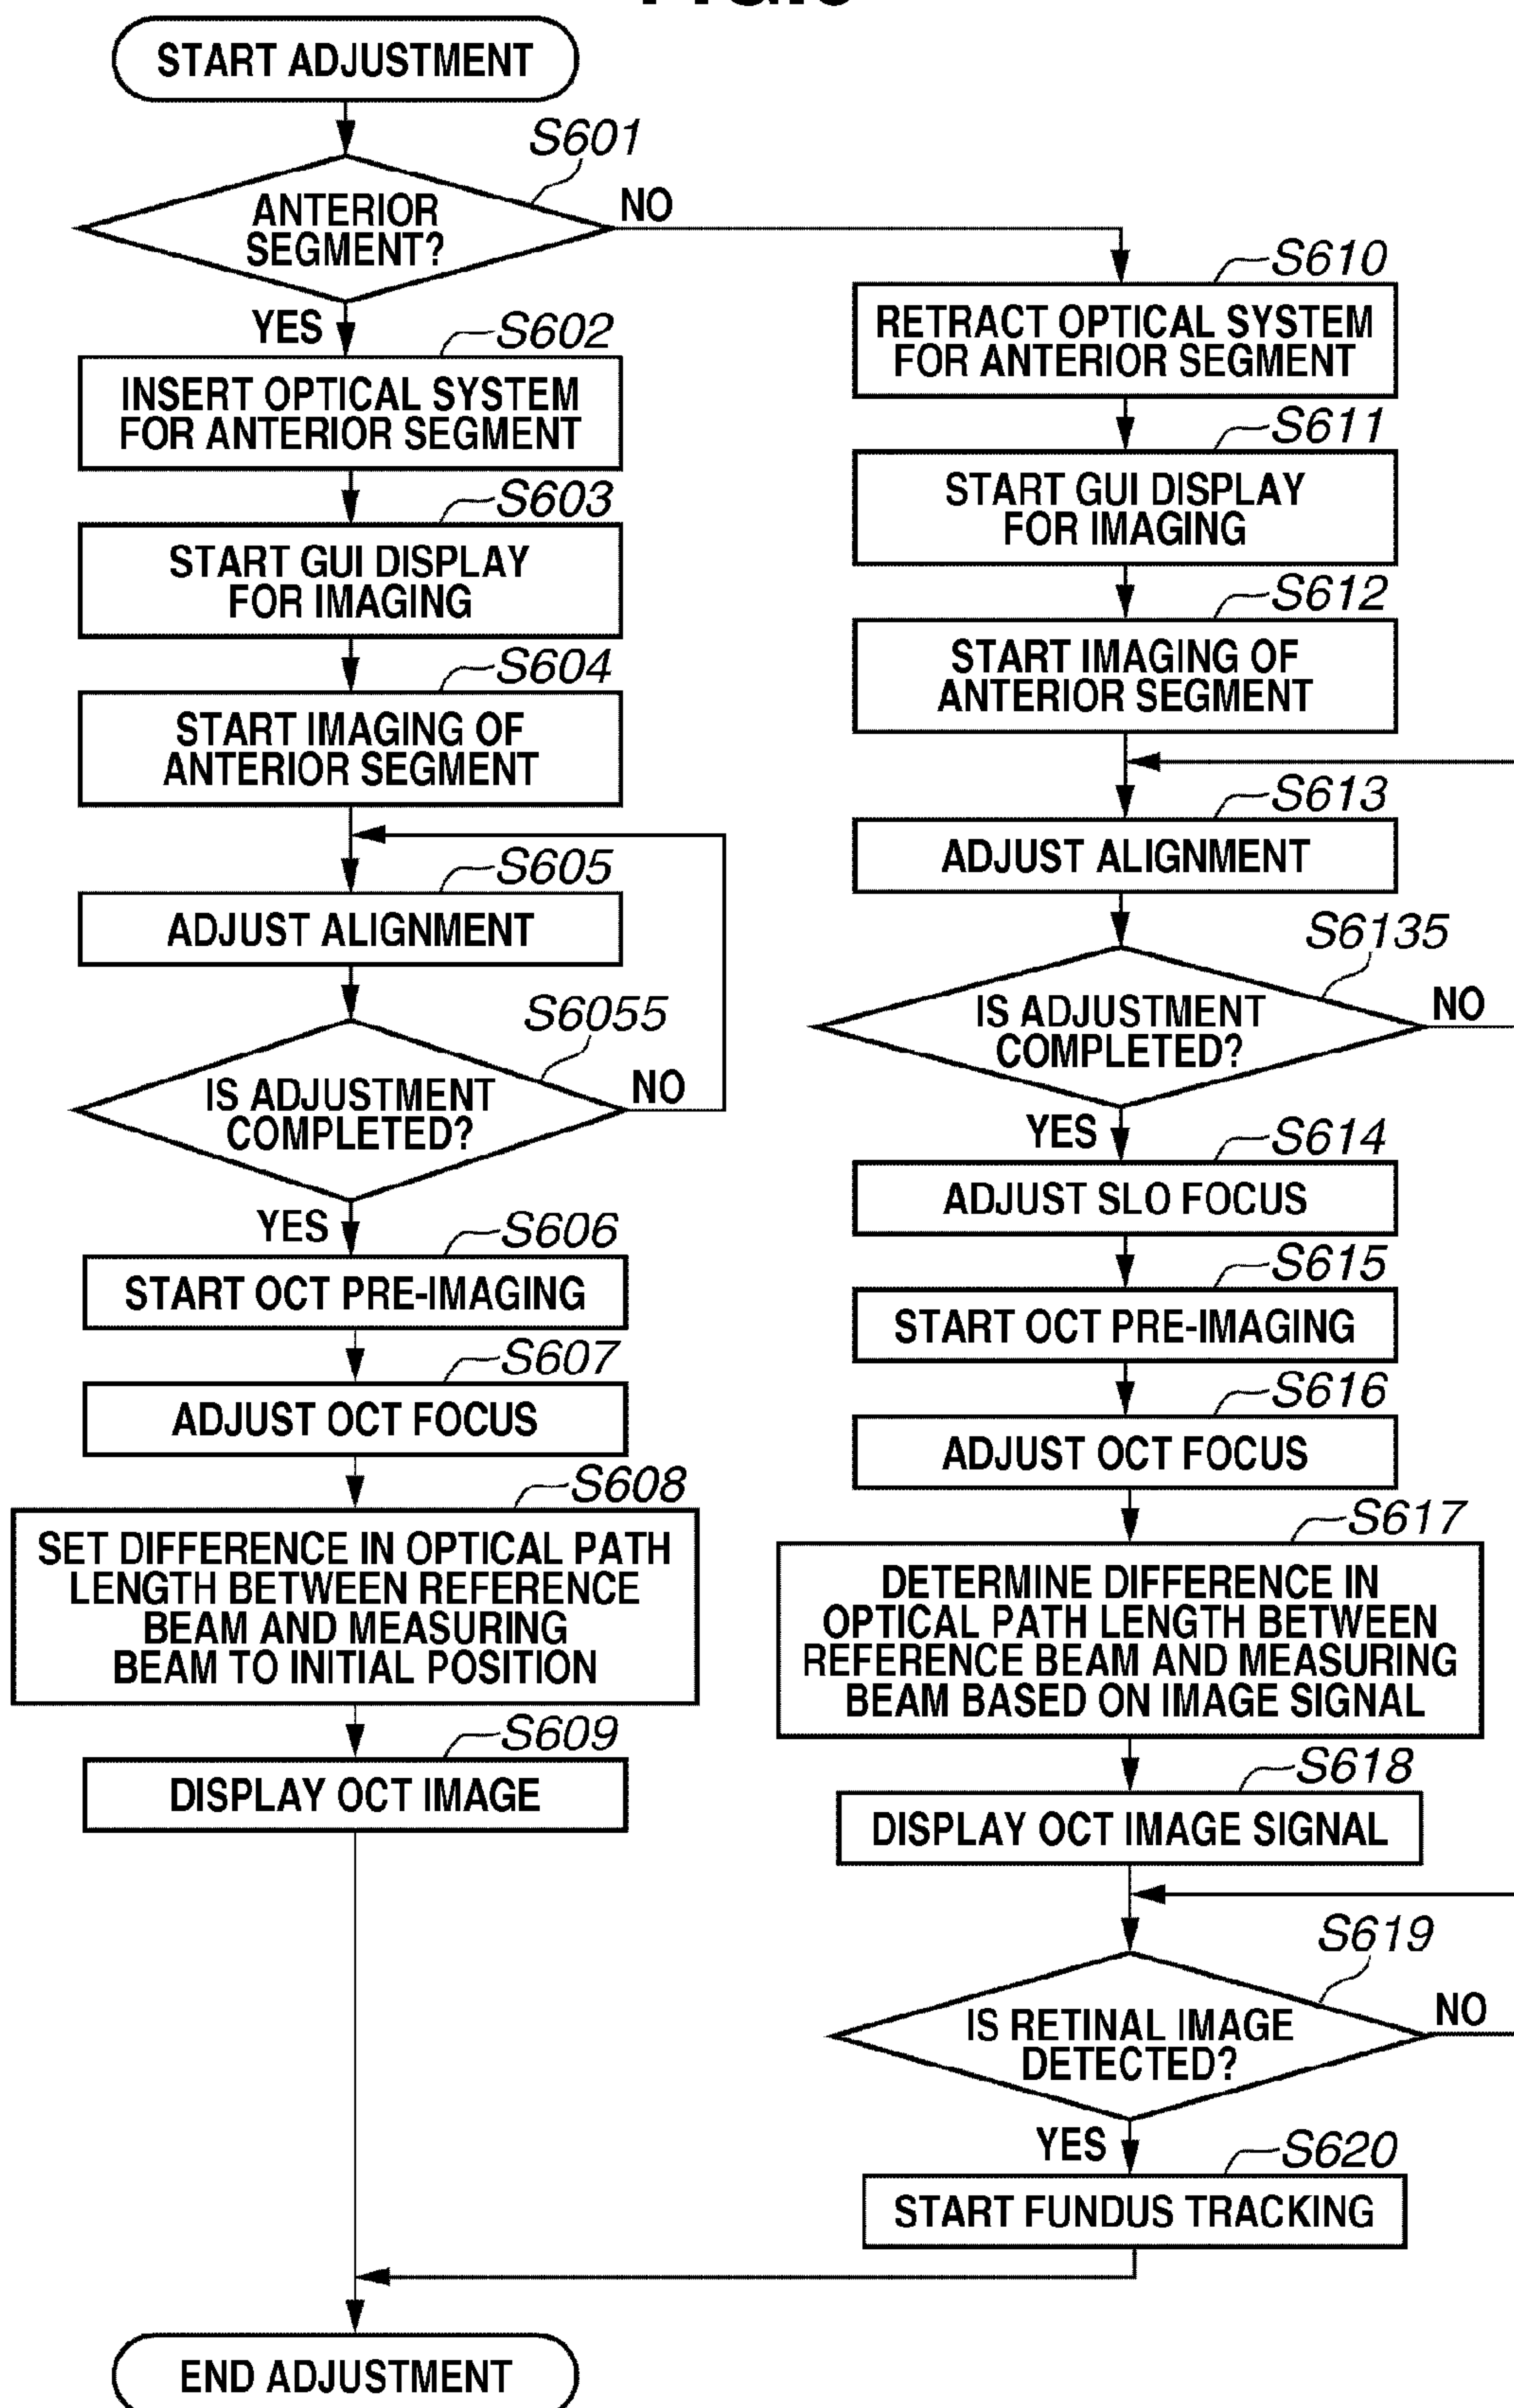 START ADJUSTMENT
S601
ANTERIOR
SEGMENT?
NO
YES
S602
INSERT OPTICAL SYSTEM
FOR ANTERIOR SEGMENT
S603
START GUI DISPLAY
FOR IMAGING
S604
START IMAGING OF
ANTERIOR SEGMENT
S605
ADJUST ALIGNMENT
S6055
IS ADJUSTMENT
COMPLETED?
NO
YES
S606
START OCT PRE-IMAGING
S607
ADJUST OCT FOCUS
S608
SET DIFFERENCE IN OPTICAL PATH
LENGTH BETWEEN REFERENCE
BEAM AND MEASURING
BEAM TO INITIAL POSITION
S609
DISPLAY OCT IMAGE
S610
RETRACT OPTICAL SYSTEM
FOR ANTERIOR SEGMENT
S611
START GUI DISPLAY
FOR IMAGING
S612
START IMAGING OF
ANTERIOR SEGMENT
S613
ADJUST ALIGNMENT
S6135
IS ADJUSTMENT
COMPLETED?
NO
YES
S614
ADJUST SLO FOCUS
S615
START OCT PRE-IMAGING
S616
ADJUST OCT FOCUS
S617
DETERMINE DIFFERENCE IN
OPTICAL PATH LENGTH BETWEEN
REFERENCE BEAM AND MEASURING
BEAM BASED ON IMAGE SIGNAL
S618
DISPLAY OCT IMAGE SIGNAL
S619
IS RETINAL IMAGE
DETECTED?
NO
YES
S620
START FUNDUS TRACKING
END ADJUSTMENT